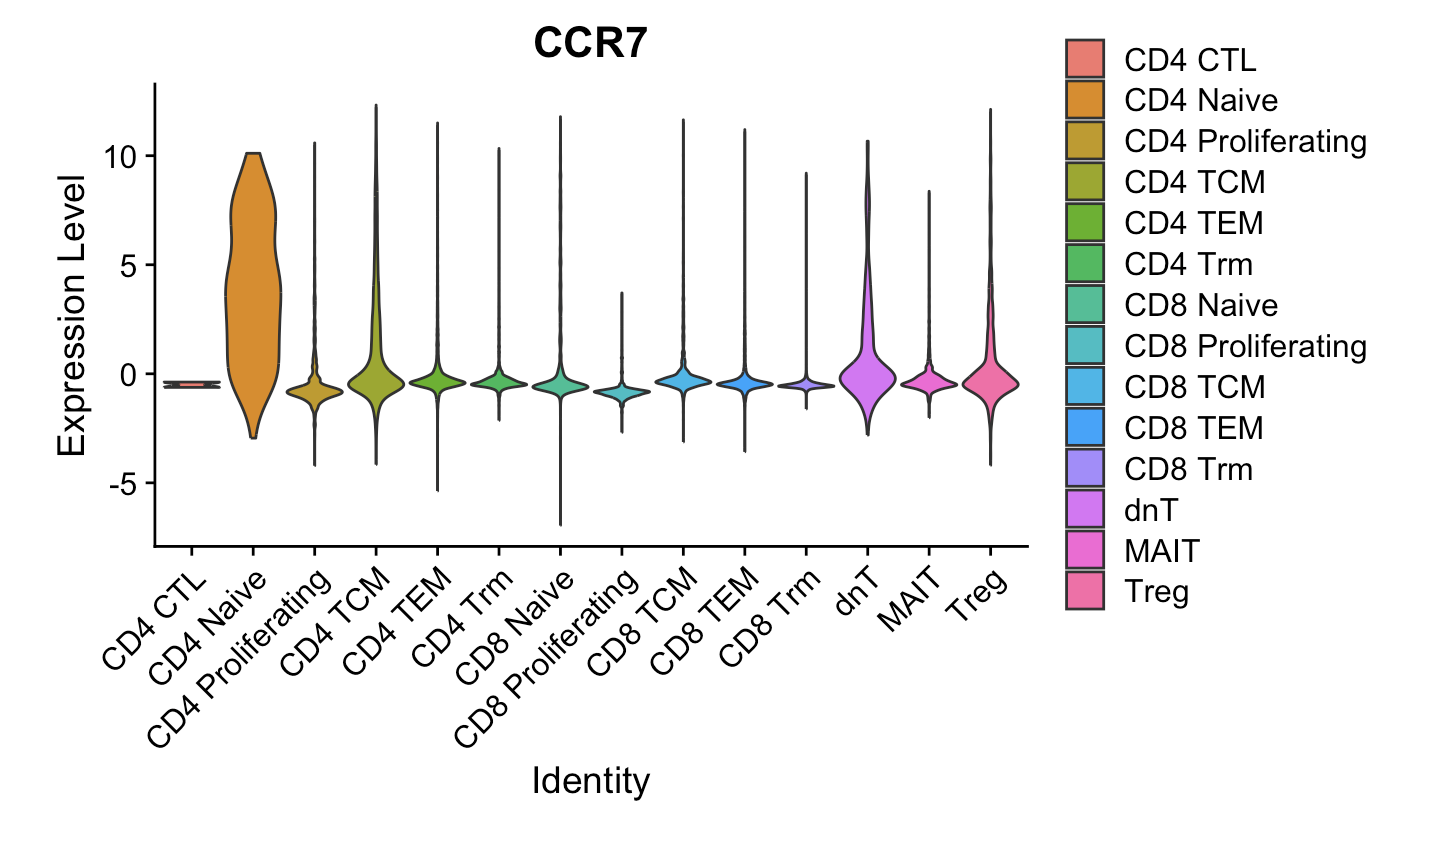 CCR7
Expression Level
10
5
0
-5
CD4 CTL
CD4 Naive
CD4 Proliferating
CD4 TCM
CD4 TEM
CD4 Trm
CD8 Naive
CD8 Proliferating
CD8 TCM
CD8 TEM
CD8 Trm
dnT
MAIT
Treg
Identity
CD4 CTL
CD4 Naive
CD4 Proliferating
CD4 TCM
CD4 TEM
CD4 Trm
CD8 Naive
CD8 Proliferating
CD8 TCM
CD8 TEM
CD8 Trm
dnT
MAIT
Treg